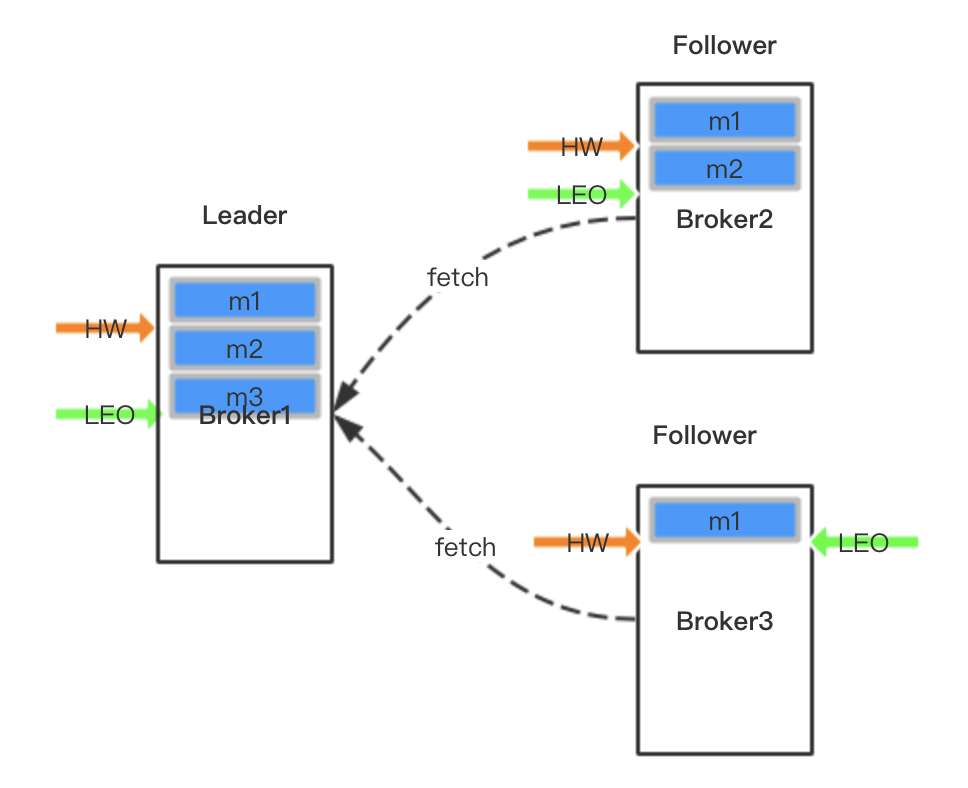 Leader
m1
HW
m2
m3
LEO
Broker1
fetch
fetch
Follower
m1
HW
m2
LEO
Broker2
Follower
m1
HW
LEO
Broker3